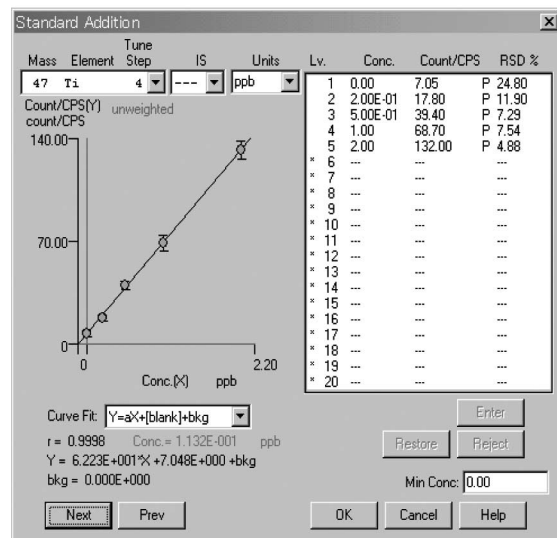 Standard Addition
Mass Element Tune Step IS Units
47 Ti 4 --- ppb
Count/CPS(Y) unweighted
count/CPS
140.00
70.00
0
0 2.20
Conc.(X) ppb
Lv. Conc. Count/CPS RSD %
1 0.00 7.05 P 24.80
2 2.00E-01 17.80 P 11.90
3 5.00E-01 39.40 P 7.29
4 1.00 68.70 P 7.54
5 2.00 132.00 P 4.88
* 6 --- --- ---
* 7 --- --- ---
* 8 --- --- ---
* 9 --- --- ---
* 10 --- --- ---
* 11 --- --- ---
* 12 --- --- ---
* 13 --- --- ---
* 14 --- --- ---
* 15 --- --- ---
* 16 --- --- ---
* 17 --- --- ---
* 18 --- --- ---
* 19 --- --- ---
* 20 --- --- ---
Curve Fit: Y=aX+[blank]+bkg
r = 0.9998 Conc.= 1.132E-001 ppb
Y = 6.223E+001*X +7.048E+000 +bkg
bkg = 0.000E+000
Enter
Restore Reject
Min Conc: 0.00
Next Prev OK Cancel Help